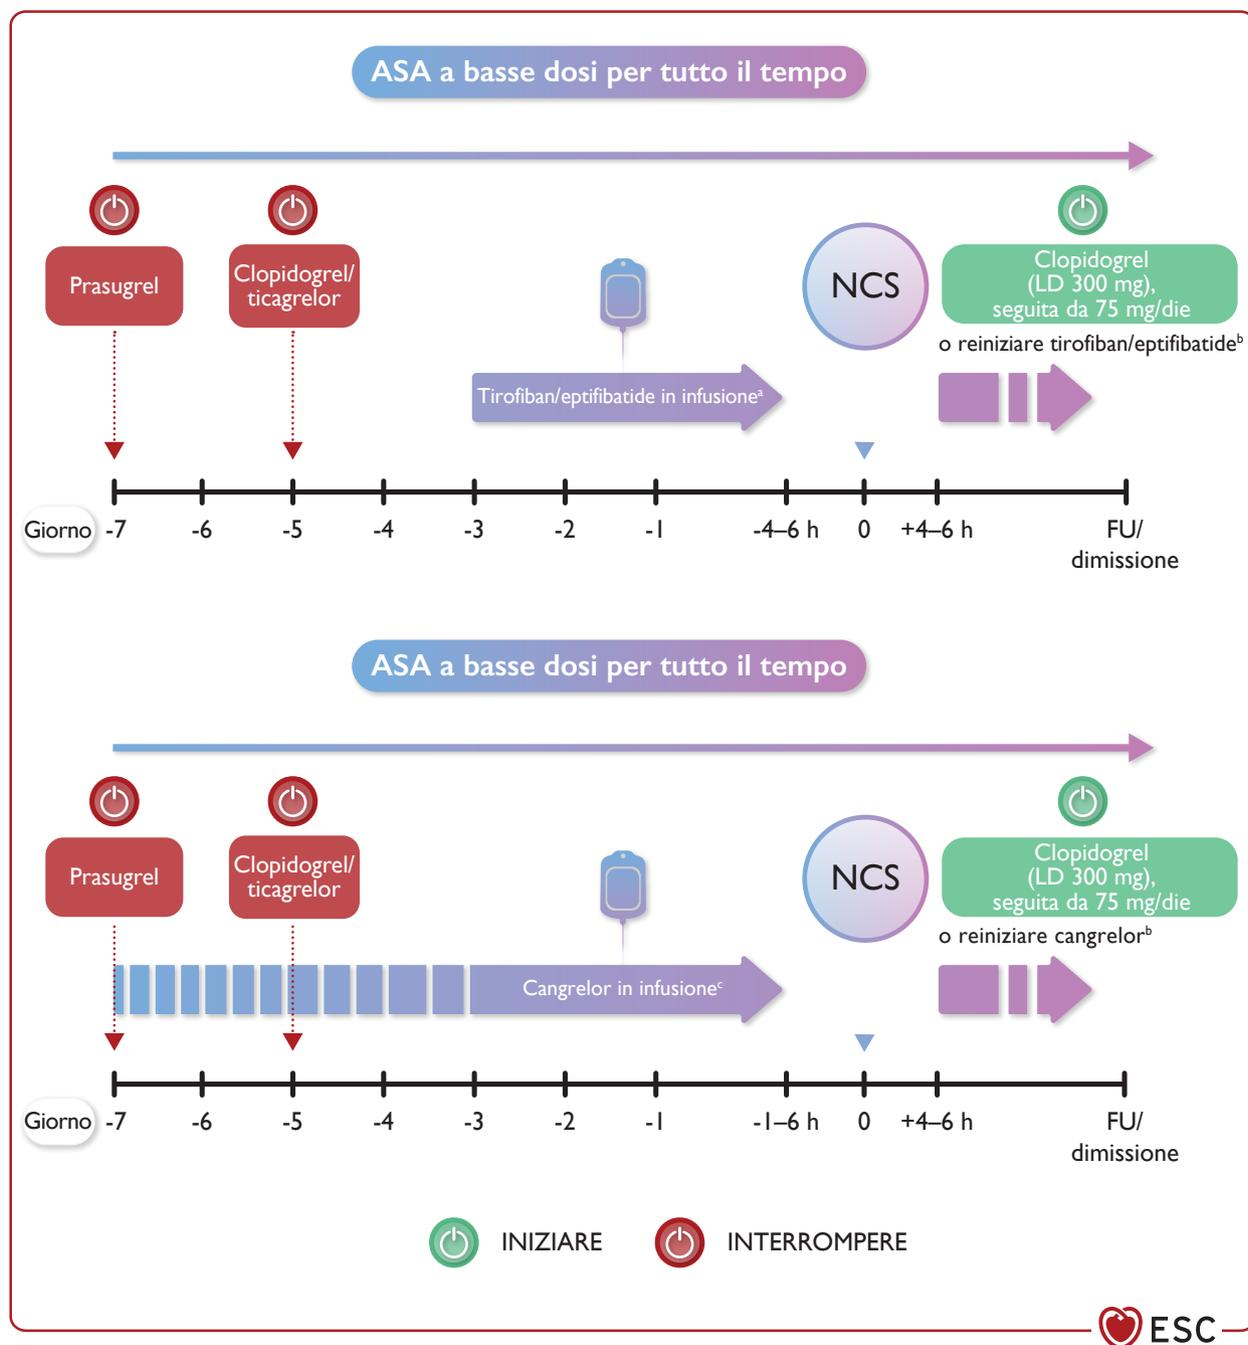 ASA a basse dosi per tutto il tempo
Prasugrel
Clopidogrel/
ticagrelor
NCS
Clopidogrel
(LD 300 mg),
seguita da 75 mg/die
o reiniziare tirofiban/eptifibatideᵇ
Tirofiban/eptifibatide in infusioneᵃ
Giorno -7 -6 -5 -4 -3 -2 -1 -4–6 h 0 +4–6 h FU/
dimissione
ASA a basse dosi per tutto il tempo
Prasugrel
Clopidogrel/
ticagrelor
NCS
Clopidogrel
(LD 300 mg),
seguita da 75 mg/die
o reiniziare cangrelorᵇ
Cangrelor in infusioneᶜ
Giorno -7 -6 -5 -4 -3 -2 -1 -1–6 h 0 +4–6 h FU/
dimissione
INIZIARE INTERROMPERE
ESC